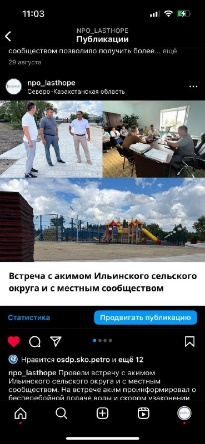 11:03
NPO_LASTHOPE
Публикации
сообществом позволило получить более... ещё
29 августа
npo_lasthope
Северо-Казахстанская область
Встреча с акимом Ильинского сельского
округа и с местным сообществом
Статистика
Продвигать публикацию
Нравится osdp.sko.petro и ещё 12
npo_lasthope Провели встречу с акимом
Ильинского сельского округа и с местным
сообществом. На встрече аким проинформировал о
бесперебойной подаче воды и скором узаконении